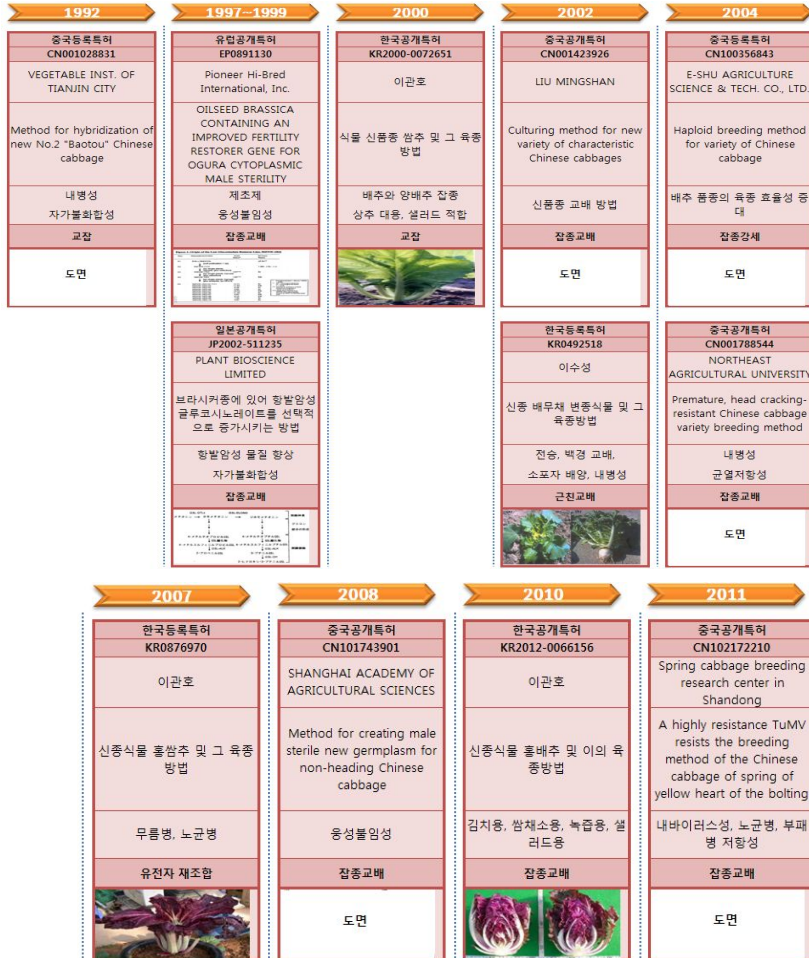 1992
중국등록특허
CN001028831
VEGETABLE INST. OF
TIANJIN CITY
Method for hybridization of
new No.2 "Baotou" Chinese
cabbage
내병성
자가불화합성
교잡
도면
1997~1999
유럽공개특허
EP0891130
Pioneer Hi-Bred
International, Inc.
OILSEED BRASSICA
CONTAINING AN
IMPROVED FERTILITY
RESTORER GENE FOR
OGURA CYTOPLASMIC
MALE STERILITY
제초제
웅성불임성
잡종교배
일본공개특허
JP2002-511235
PLANT BIOSCIENCE
LIMITED
브라시커종에 있어 항발암성
글루코시노레이트를 선택적
으로 증가시키는 방법
항발암성 물질 향상
자가불화합성
잡종교배
2000
한국공개특허
KR2000-0072651
이관호
식물 신품종 쌈추 및 그 육종
방법
배추와 양배추 잡종
상추 대용, 샐러드 적합
교잡
2002
중국공개특허
CN001423926
LIU MINGSHAN
Culturing method for new
variety of characteristic
Chinese cabbages
신품종 교배 방법
잡종교배
도면
한국등록특허
KR0492518
이수성
신종 배무채 변종식물 및 그
육종방법
전승, 백경 교배,
소포자 배양, 내병성
근친교배
2004
중국등록특허
CN100356843
E-SHU AGRICULTURE
SCIENCE & TECH. CO., LTD.
Haploid breeding method
for variety of Chinese
cabbage
배추 품종의 육종 효율성 증
대
잡종강세
도면
중국공개특허
CN001788544
NORTHEAST
AGRICULTURAL UNIVERSITY
Premature, head cracking-
resistant Chinese cabbage
variety breeding method
내병성
균열저항성
잡종교배
도면
2007
한국등록특허
KR0876970
이관호
신종식물 홍쌈추 및 그 육종
방법
무름병, 노균병
유전자 재조합
2008
중국공개특허
CN101743901
SHANGHAI ACADEMY OF
AGRICULTURAL SCIENCES
Method for creating male
sterile new germplasm for
non-heading Chinese
cabbage
웅성불임성
잡종교배
도면
2010
한국공개특허
KR2012-0066156
이관호
신종식물 홍배추 및 이의 육
종방법
김치용, 쌈채소용, 녹즙용, 샐
러드용
잡종교배
2011
중국공개특허
CN102172210
Spring cabbage breeding
research center in
Shandong
A highly resistance TuMV
resists the breeding
method of the Chinese
cabbage of spring of
yellow heart of the bolting
내바이러스성, 노균병, 부패
병 저항성
잡종교배
도면